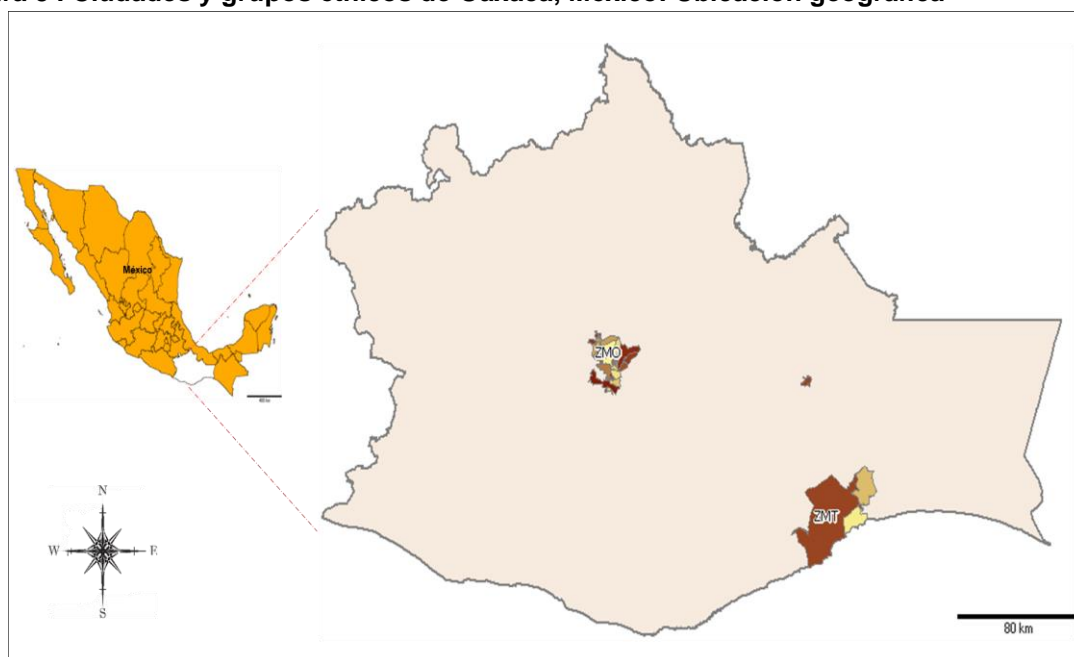 Ciudades y grupos étnicos de Oaxaca, México. Ubicación geográfica
México
N
W
E
S
ZMO
ZMT
80 km